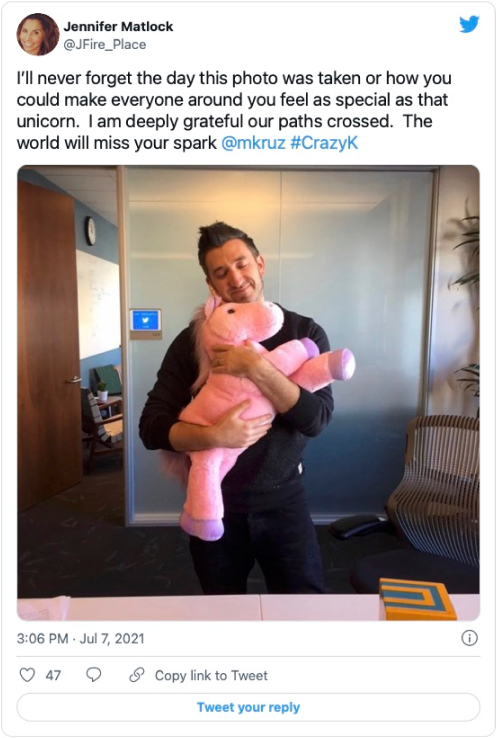 Jennifer Matlock
@JFire_Place
I'll never forget the day this photo was taken or how you
could make everyone around you feel as special as that
unicorn.  I am deeply grateful our paths crossed.  The
world will miss your spark @mkruz #CrazyK
3:06 PM · Jul 7, 2021
47
Copy link to Tweet
Tweet your reply